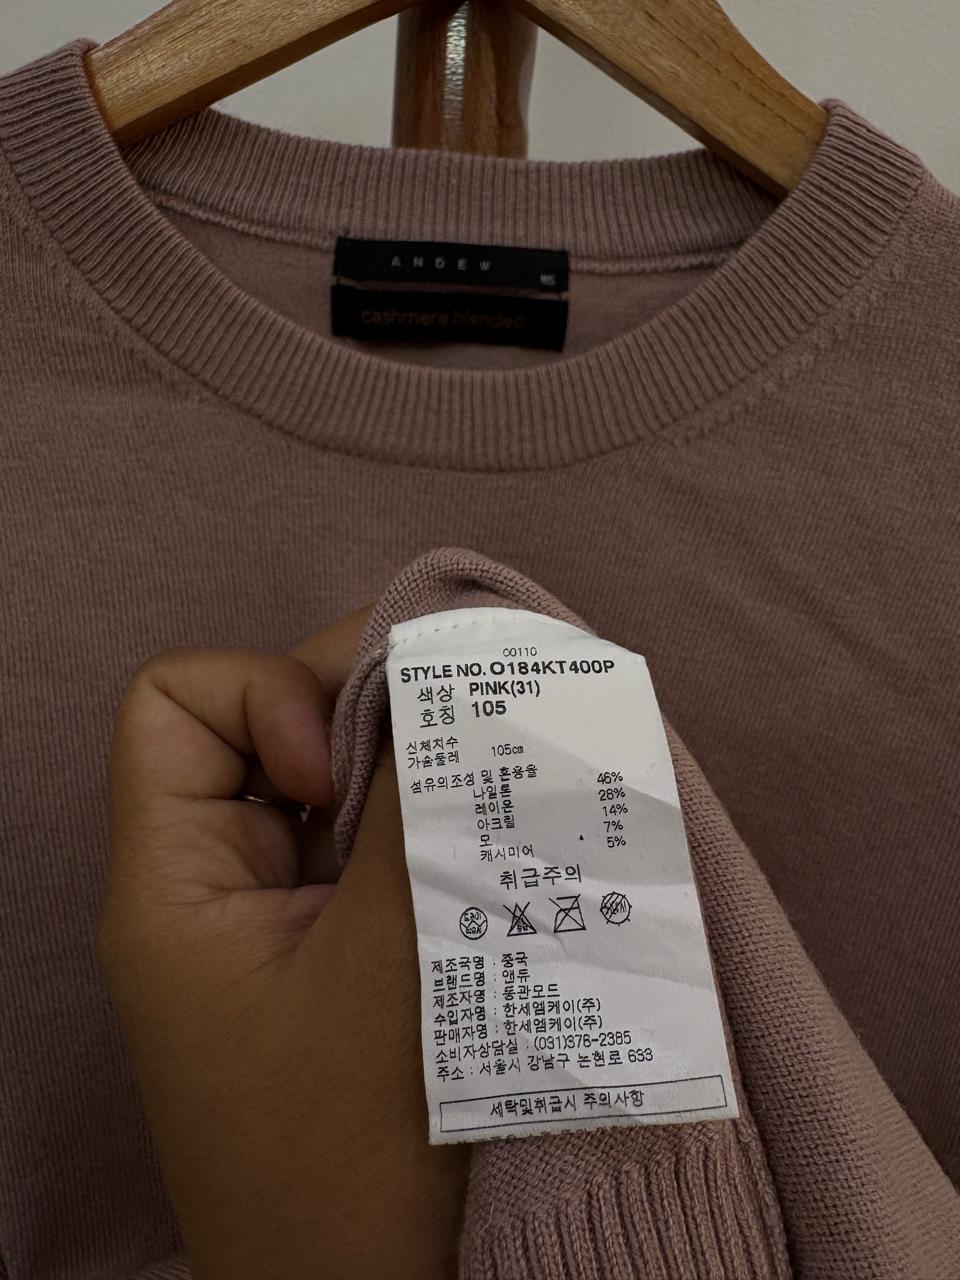 ANDEW
105
cashmere blended
00110
STYLE NO. O184KT400P
색상 PINK(31)
호칭 105
신체치수
가슴둘레 105cm
섬유의조성 및 혼용율
나일론 46%
레이온 28%
아크릴 14%
모 7%
캐시미어 5%
취급주의
제조국명 : 중국
브랜드명 : 앤듀
제조자명 : 동관모드
수입자명 : 한세엠케이(주)
판매자명 : 한세엠케이(주)
소비자상담실 : (031)376-2385
주소 : 서울시 강남구 논현로 633
세탁및취급시 주의사항